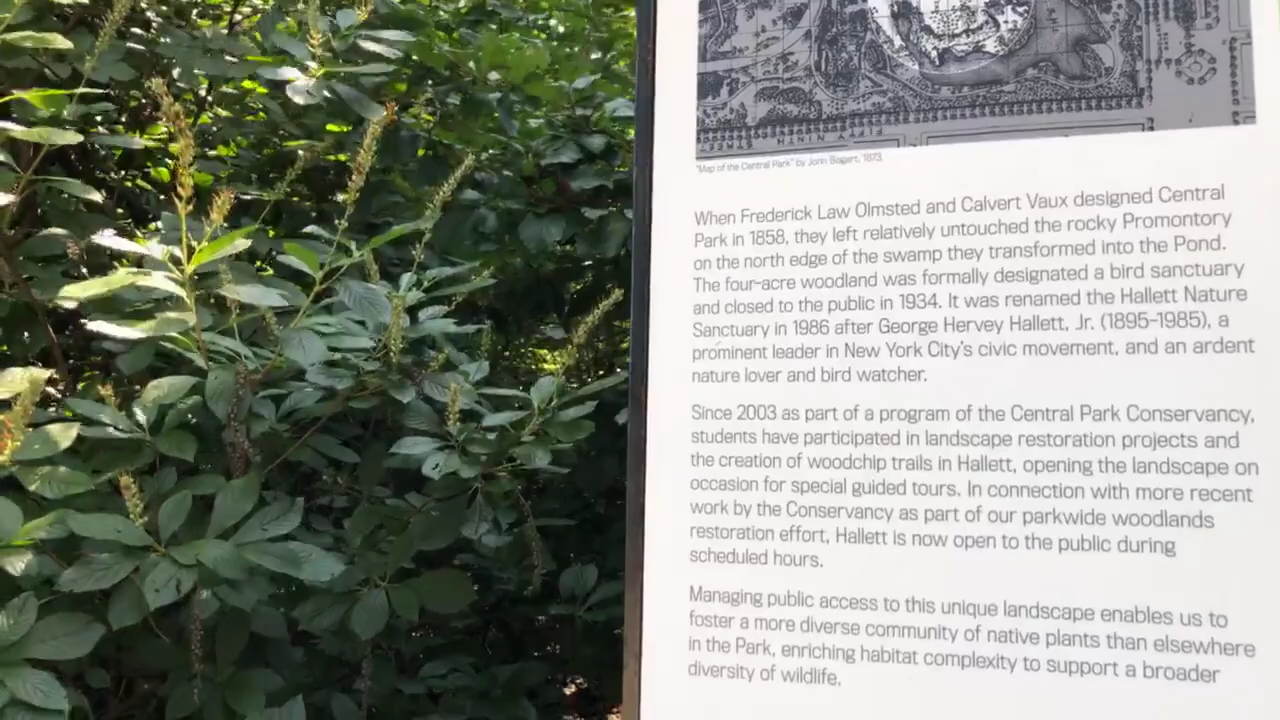 STREET
FIFTY NINTH
"Map of the Central Park" by John Bogart, 1873.
When Frederick Law Olmsted and Calvert Vaux designed Central
Park in 1858, they left relatively untouched the rocky Promontory
on the north edge of the swamp they transformed into the Pond.
The four-acre woodland was formally designated a bird sanctuary
and closed to the public in 1934. It was renamed the Hallett Nature
Sanctuary in 1986 after George Hervey Hallett, Jr. (1895-1985), a
prominent leader in New York City's civic movement, and an ardent
nature lover and bird watcher.
Since 2003 as part of a program of the Central Park Conservancy,
students have participated in landscape restoration projects and
the creation of woodchip trails in Hallett, opening the landscape on
occasion for special guided tours. In connection with more recent
work by the Conservancy as part of our parkwide woodlands
restoration effort, Hallett is now open to the public during
scheduled hours.
Managing public access to this unique landscape enables us to
foster a more diverse community of native plants than elsewhere
in the Park, enriching habitat complexity to support a broader
diversity of wildlife.